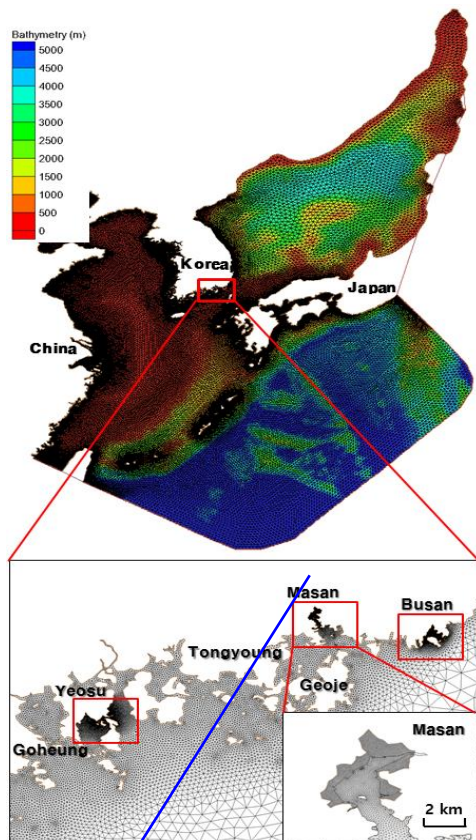 Bathymetry (m)
5000
4500
4000
3500
3000
2500
2000
1500
1000
500
0
Korea
Japan
China
Masan
Busan
Tongyoung
Geoje
Yeosu
Goheung
Masan
2 km